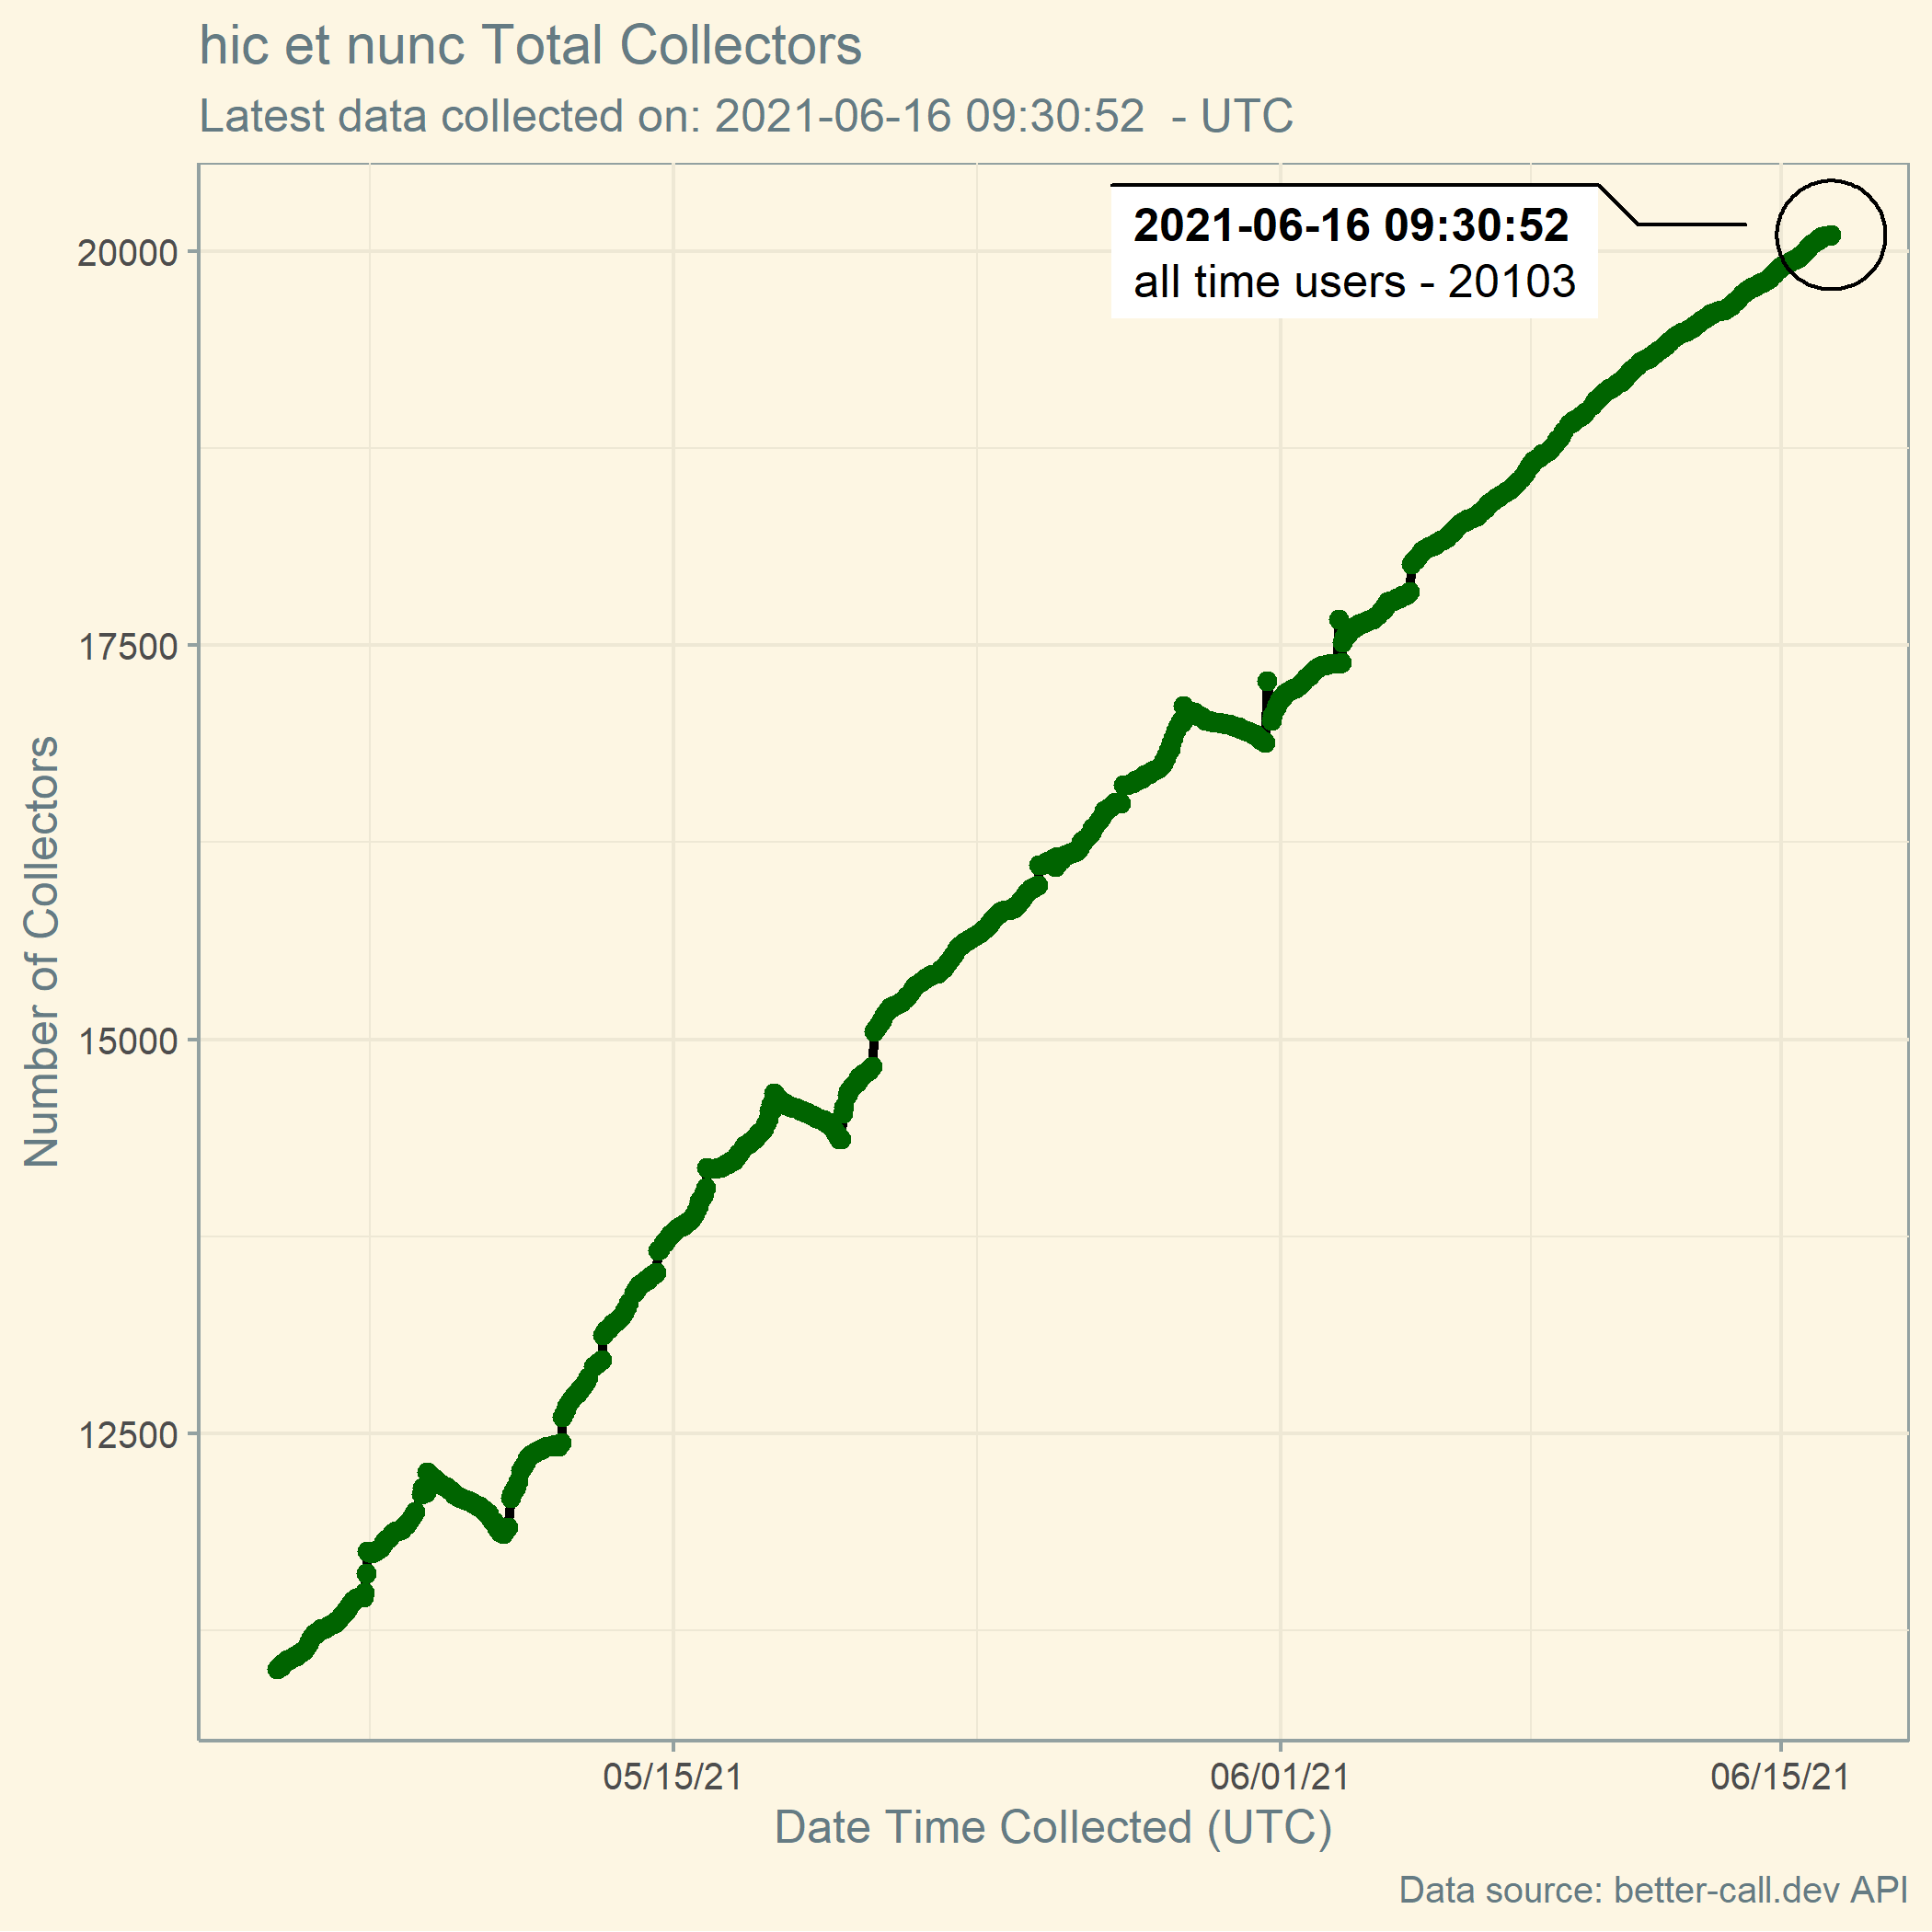 hic et nunc Total Collectors
Latest data collected on: 2021-06-16 09:30:52  - UTC
2021-06-16 09:30:52
all time users - 20103
20000
17500
15000
12500
Number of Collectors
05/15/21
06/01/21
06/15/21
Date Time Collected (UTC)
Data source: better-call.dev API